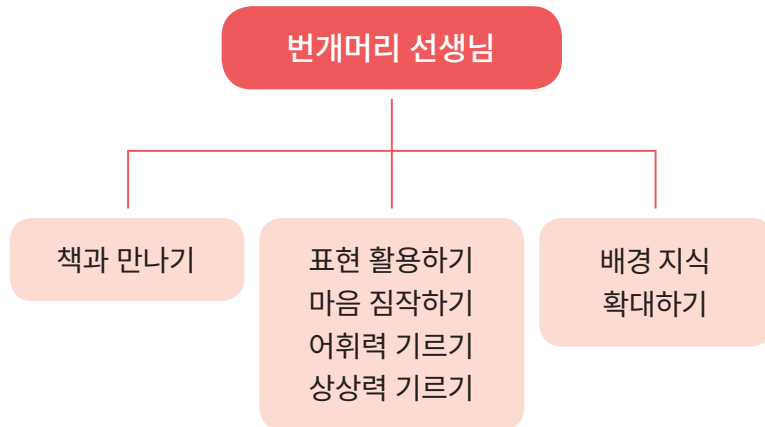 번개머리 선생님
책과 만나기
표현 활용하기
마음 짐작하기
어휘력 기르기
상상력 기르기
배경 지식
확대하기